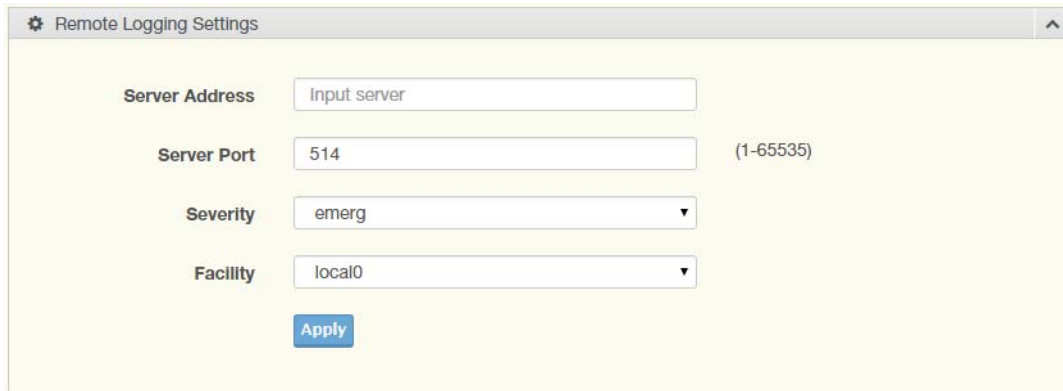 Remote Logging Settings
Server Address Input server
Server Port 514 (1-65535)
Severity emerg
Facility local0
Apply